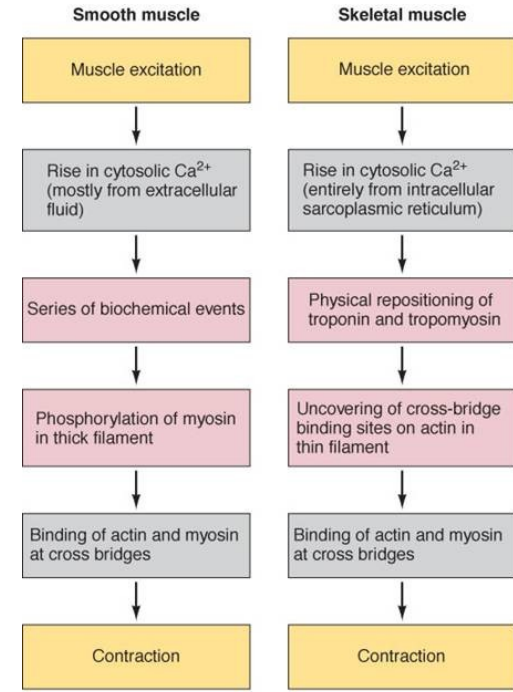 Smooth muscle
Muscle excitation
Rise in cytosolic Ca²⁺
(mostly from extracellular
fluid)
Series of biochemical events
Phosphorylation of myosin
in thick filament
Binding of actin and myosin
at cross bridges
Contraction
Skeletal muscle
Muscle excitation
Rise in cytosolic Ca²⁺
(entirely from intracellular
sarcoplasmic reticulum)
Physical repositioning of
troponin and tropomyosin
Uncovering of cross-bridge
binding sites on actin in
thin filament
Binding of actin and myosin
at cross bridges
Contraction